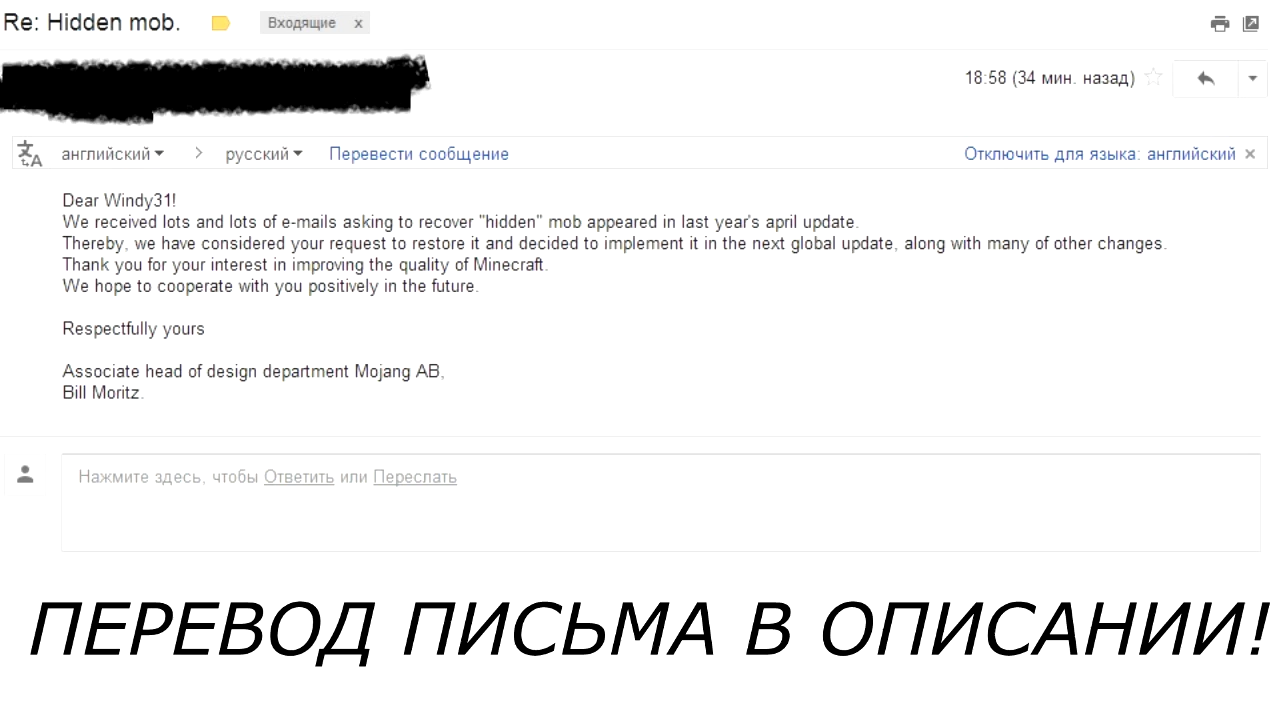 Re: Hidden mob.
Входящие x
18:58 (34 мин. назад)
английский > русский Перевести сообщение Отключить для языка: английский ×
Dear Windy31!
We received lots and lots of e-mails asking to recover "hidden" mob appeared in last year's april update.
Thereby, we have considered your request to restore it and decided to implement it in the next global update, along with many of other changes.
Thank you for your interest in improving the quality of Minecraft.
We hope to cooperate with you positively in the future.
Respectfully yours
Associate head of design department Mojang AB,
Bill Moritz.
Нажмите здесь, чтобы Ответить или Переслать
ПЕРЕВОД ПИСЬМА В ОПИСАНИИ!